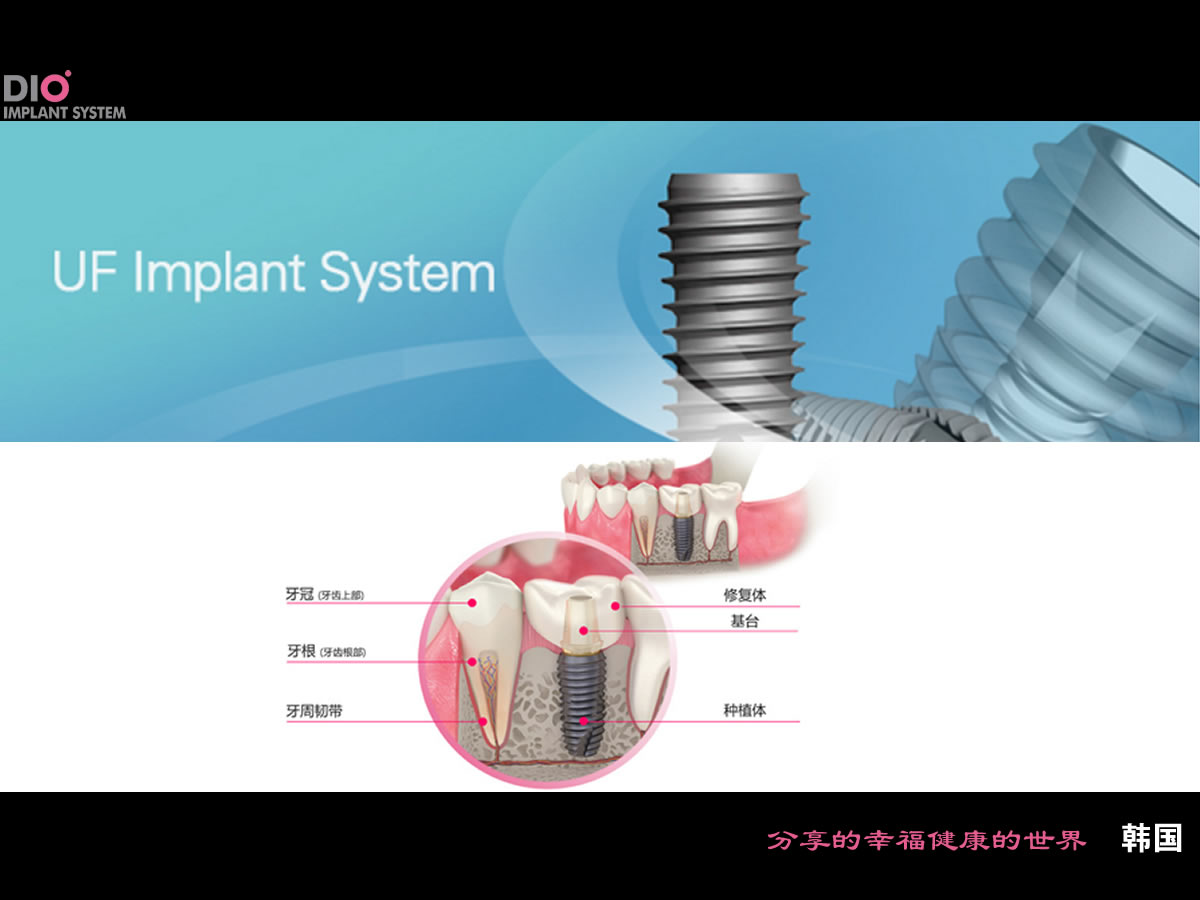 DIO
IMPLANT SYSTEM
UF Implant System
牙冠 (牙齿上部)
修复体
基台
牙根 (牙齿根部)
牙周韧带
种植体
分享的幸福健康的世界 韩国